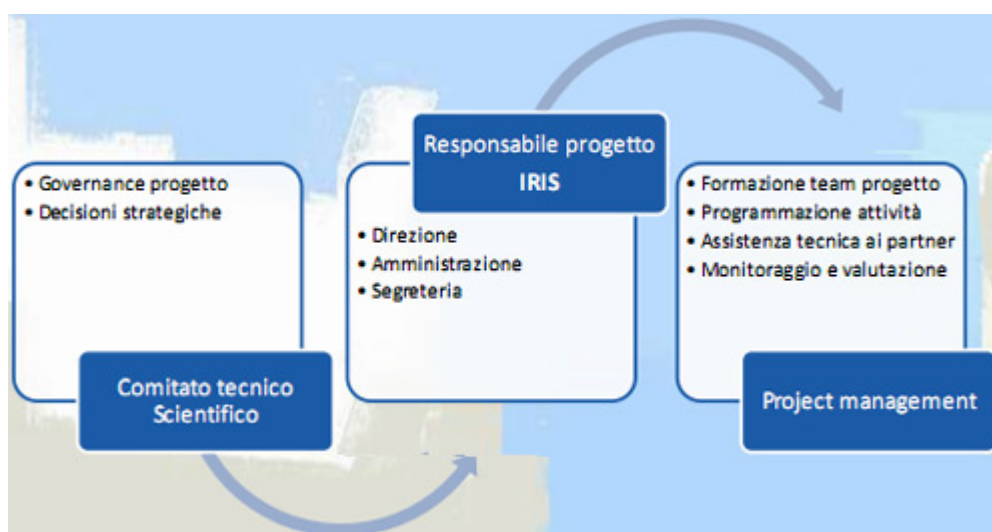 • Governance progetto
• Decisioni strategiche
Comitato tecnico
Scientifico
Responsabile progetto
IRIS
• Direzione
• Amministrazione
• Segreteria
• Formazione team progetto
• Programmazione attività
• Assistenza tecnica ai partner
• Monitoraggio e valutazione
Project management